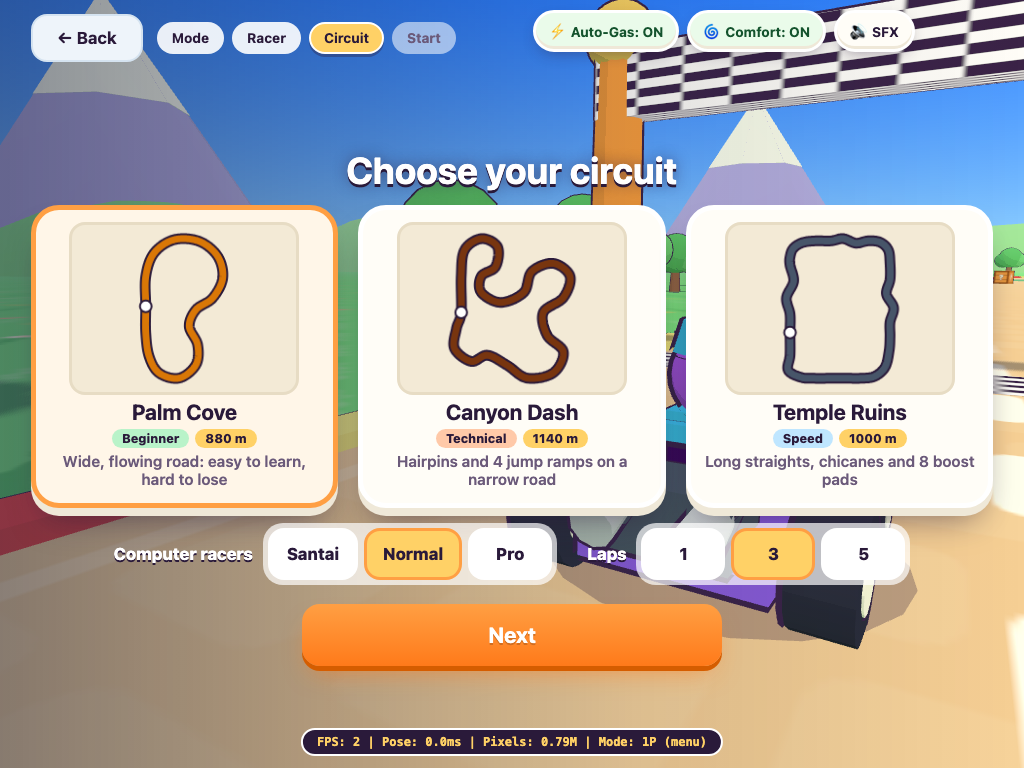 ← Back
Mode
Racer
Circuit
Start
⚡ Auto-Gas: ON
🌀 Comfort: ON
🔈 SFX
Choose your circuit
Palm Cove
Beginner
880 m
Wide, flowing road: easy to learn,
hard to lose
Canyon Dash
Technical
1140 m
Hairpins and 4 jump ramps on a
narrow road
Temple Ruins
Speed
1000 m
Long straights, chicanes and 8 boost
pads
Computer racers
Santai
Normal
Pro
Laps
1
3
5
Next
FPS: 2 | Pose: 0.0ms | Pixels: 0.79M | Mode: 1P (menu)